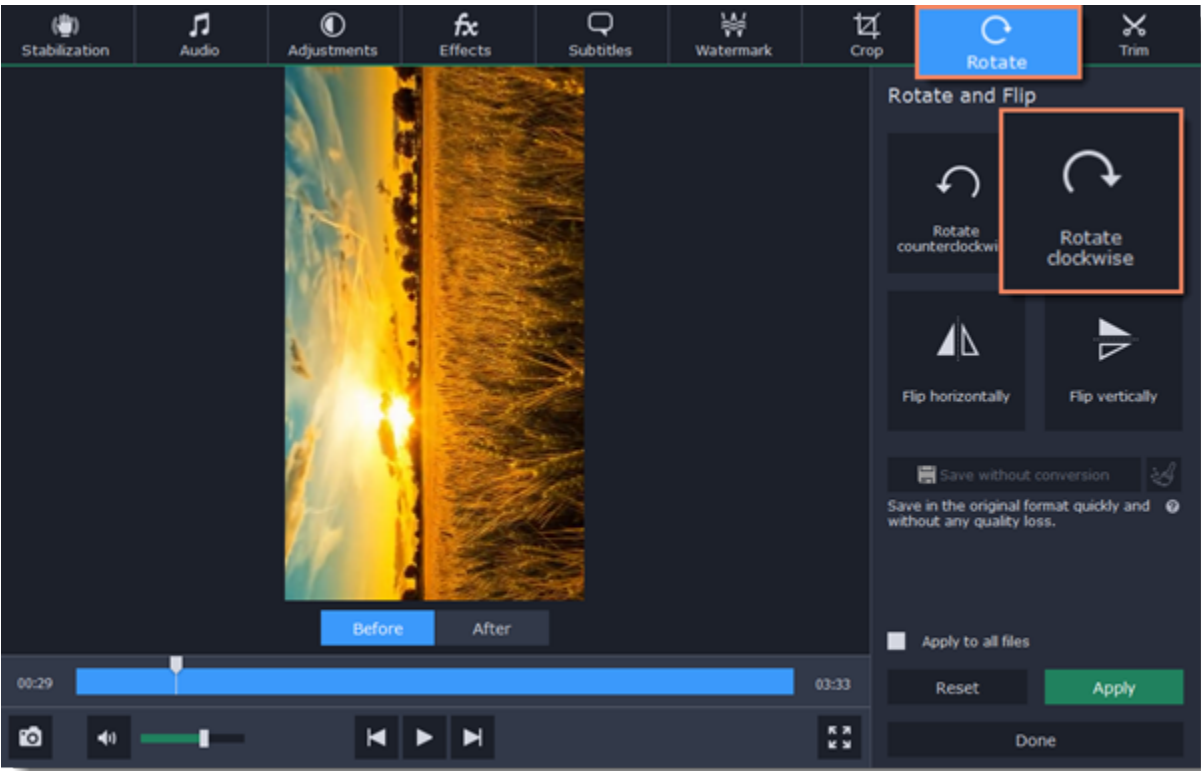 Stabilization
Audio
Adjustments
fx
Effects
Subtitles
Watermark
Crop
Rotate
Trim
Rotate and Flip
Rotate
counterclockwi
Rotate
clockwise
Flip horizontally
Flip vertically
Save without conversion
Save in the original format quickly and
without any quality loss.
Before
After
Apply to all files
00:29
03:33
Reset
Apply
Done